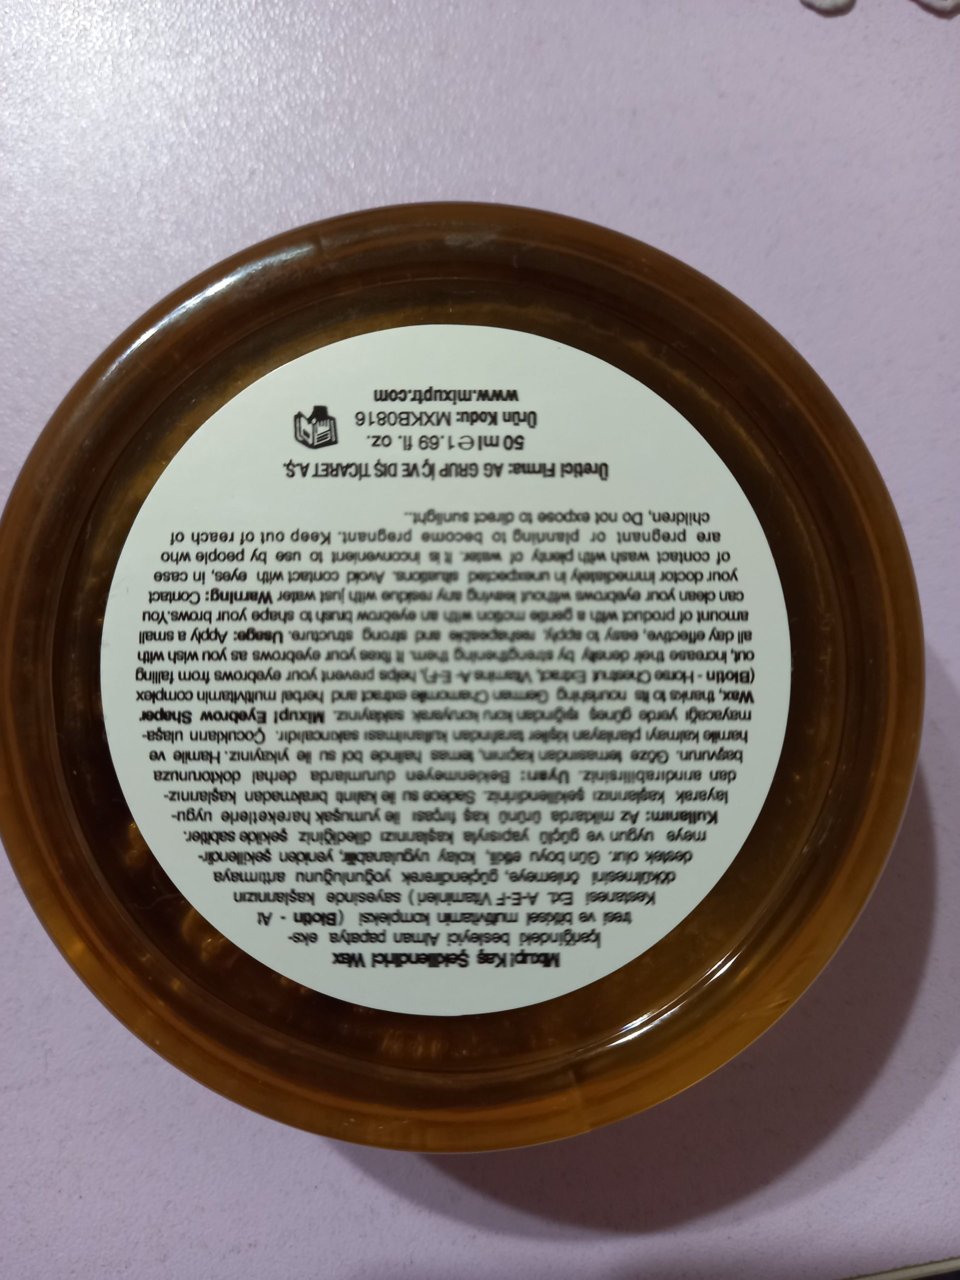 Mixup! Kaş Şekillendirici Wax
İçeriğindeki besleyici Alman papatya eks-
tresi ve bitkisel multivitamin kompleksi (Biotin - At
Kestanesi Ext. A-E-F Vitaminleri) sayesinde kaşlarınızın
dökülmesini önlemeye, güçlendirerek yoğunluğunu arttırmaya
destek olur. Gün boyu etkili, kolay uygulanabilir, yeniden şekillendir-
meye uygun ve güçlü yapısıyla kaşlarınızı dilediğiniz şekilde sabitler.
Kullanım: Az miktarda ürünü kaş fırçası ile yumuşak hareketlerle uygu-
layarak kaşlarınızı şekillendiriniz. Sadece su ile kalıntı bırakmadan kaşlarınız-
dan arındırabilirsiniz. Uyarı: Beklenmeyen durumlarda derhal doktorunuza
başvurun. Göze temasından kaçının, temas halinde bol su ile yıkayınız. Hamile ve
hamile kalmayı planlayan kişiler tarafından kullanılması sakıncalıdır. Çocukların ulaşa-
mayacağı yerde güneş ışığından koru koruyarak saklayınız. Mixup! Eyebrow Shaper
Wax, thanks to its nourishing German Chamomile extract and herbal multivitamin complex
(Biotin - Horse Chestnut Extract, Vitamins A- E-F), helps prevent your eyebrows from falling
out, increase their density by strengthening them. It fixes your eyebrows as you wish with
all day effective, easy to apply, reshapeable and strong structure. Usage: Apply a small
amount of product with a gentle motion with an eyebrow brush to shape your brows.You
can clean your eyebrows without leaving any residue with just water Warning: Contact
your doctor immediately in unexpected situations. Avoid contact with eyes, in case
of contact wash with plenty of water. It is inconvenient to use by people who
are pregnant or planning to become pregnant. Keep out of reach of
children, Do not expose to direct sunlight..
Üretici Firma: AG GRUP İÇ VE DIŞ TİCARET A.Ş.
50 ml ℮1.69 fl. oz.
Ürün Kodu: MXKB0816
www.mixuptr.com